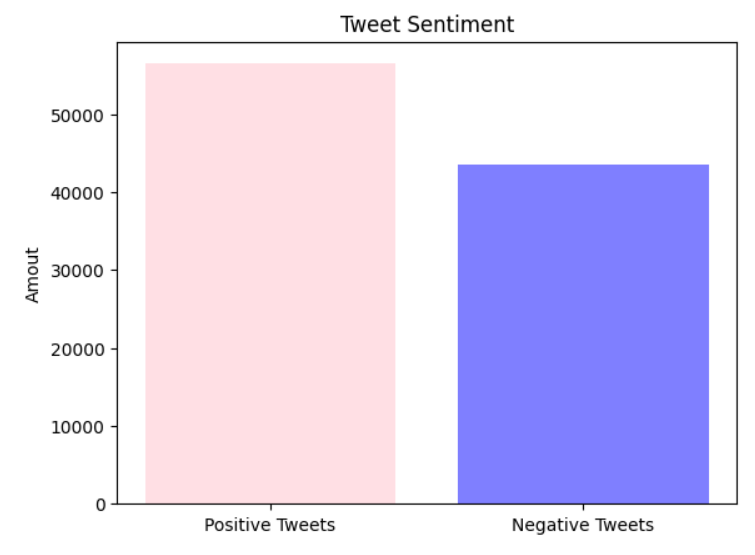 Tweet Sentiment
Amout
50000
40000
30000
20000
10000
0
Positive Tweets
Negative Tweets